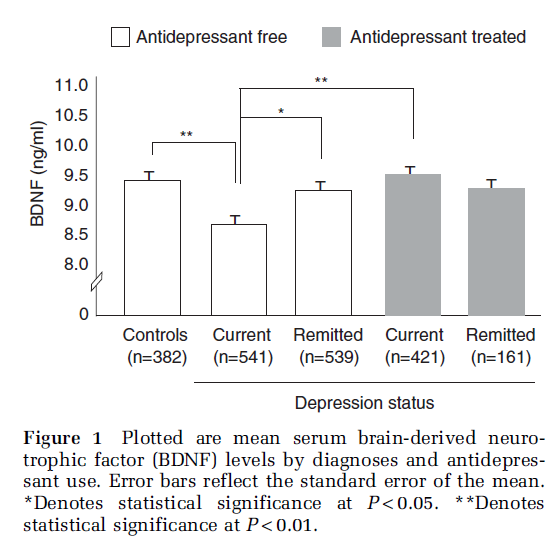 Antidepressant free Antidepressant treated
**
*
**
BDNF (ng/ml)
11.0
10.5
10.0
9.5
9.0
8.5
8.0
0
Controls Current Remitted Current Remitted
(n=382) (n=541) (n=539) (n=421) (n=161)
Depression status
Figure 1 Plotted are mean serum brain-derived neuro-
trophic factor (BDNF) levels by diagnoses and antidepres-
sant use. Error bars reflect the standard error of the mean.
*Denotes statistical significance at P<0.05. **Denotes
statistical significance at P<0.01.